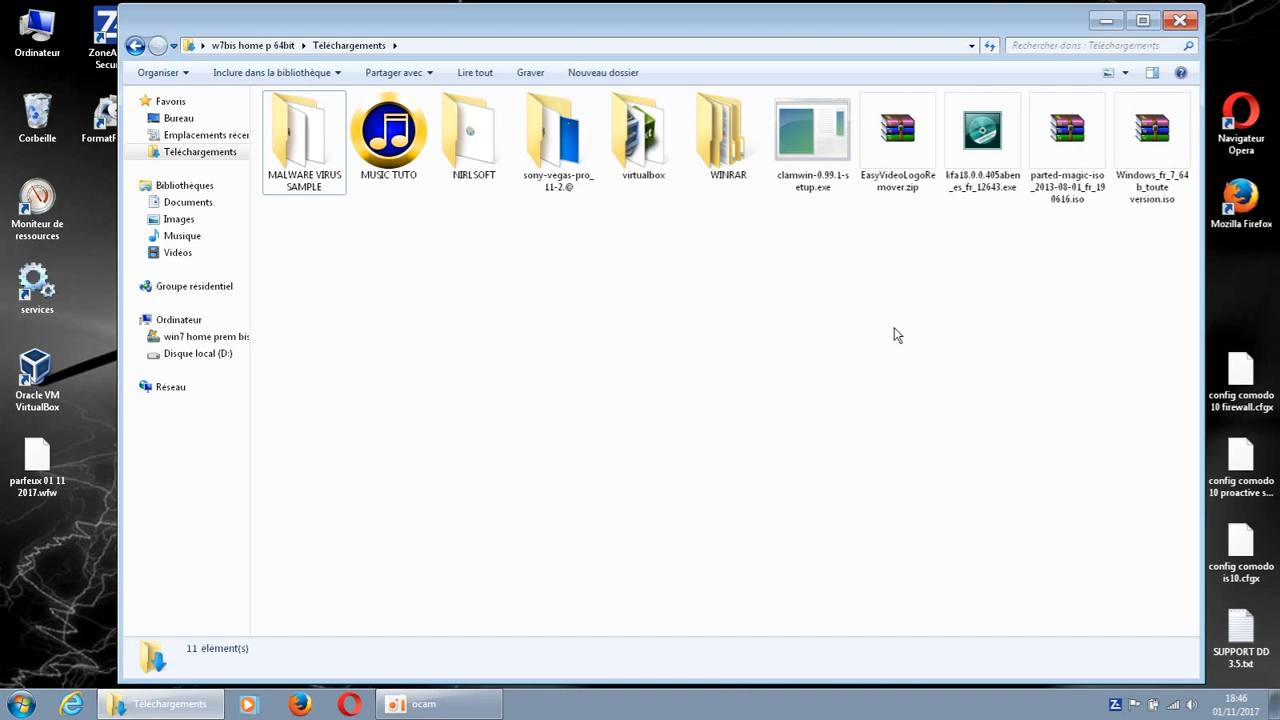 Ordinateur
ZoneA
Secu
Corbeille
FormatF
Moniteur de
ressources
services
Oracle VM
VirtualBox
parfeux 01 11
2017.wfw
w7bis home p 64bit
Téléchargements
Rechercher dans : Téléchargements
Organiser
Inclure dans la bibliothèque
Partager avec
Lire tout
Graver
Nouveau dossier
Favoris
Bureau
Emplacements récer
Téléchargements
Bibliothèques
Documents
Images
Musique
Vidéos
Groupe résidentiel
Ordinateur
win7 home prem bis
Disque local (D:)
Réseau
MALWARE VIRUS
SAMPLE
MUSIC TUTO
NIRLSOFT
sony-vegas-pro_
11-2.©
virtualbox
WINRAR
clamwin-0.99.1-s
etup.exe
EasyVideoLogoRe
mover.zip
kfa18.0.0.405aben
_es_fr_12643.exe
parted-magic-iso
_2013-08-01_fr_19
0616.iso
Windows_fr_7_64
b_toute
version.iso
11 élément(s)
Navigateur
Opera
Mozilla Firefox
config comodo
10 firewall.cfgx
config comodo
10 proactive s...
config comodo
is10.cfgx
SUPPORT DD
3.5.txt
Téléchargements
ocam
18:46
01/11/2017